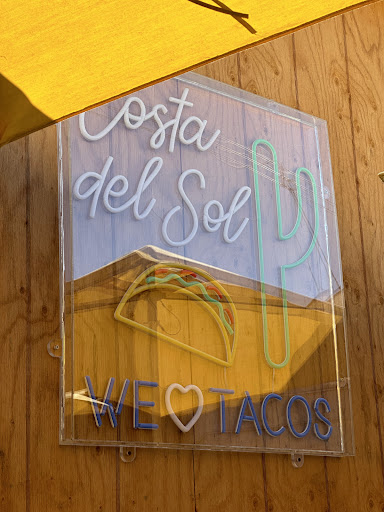 Costa
del Sol
WE ♡ TACOS